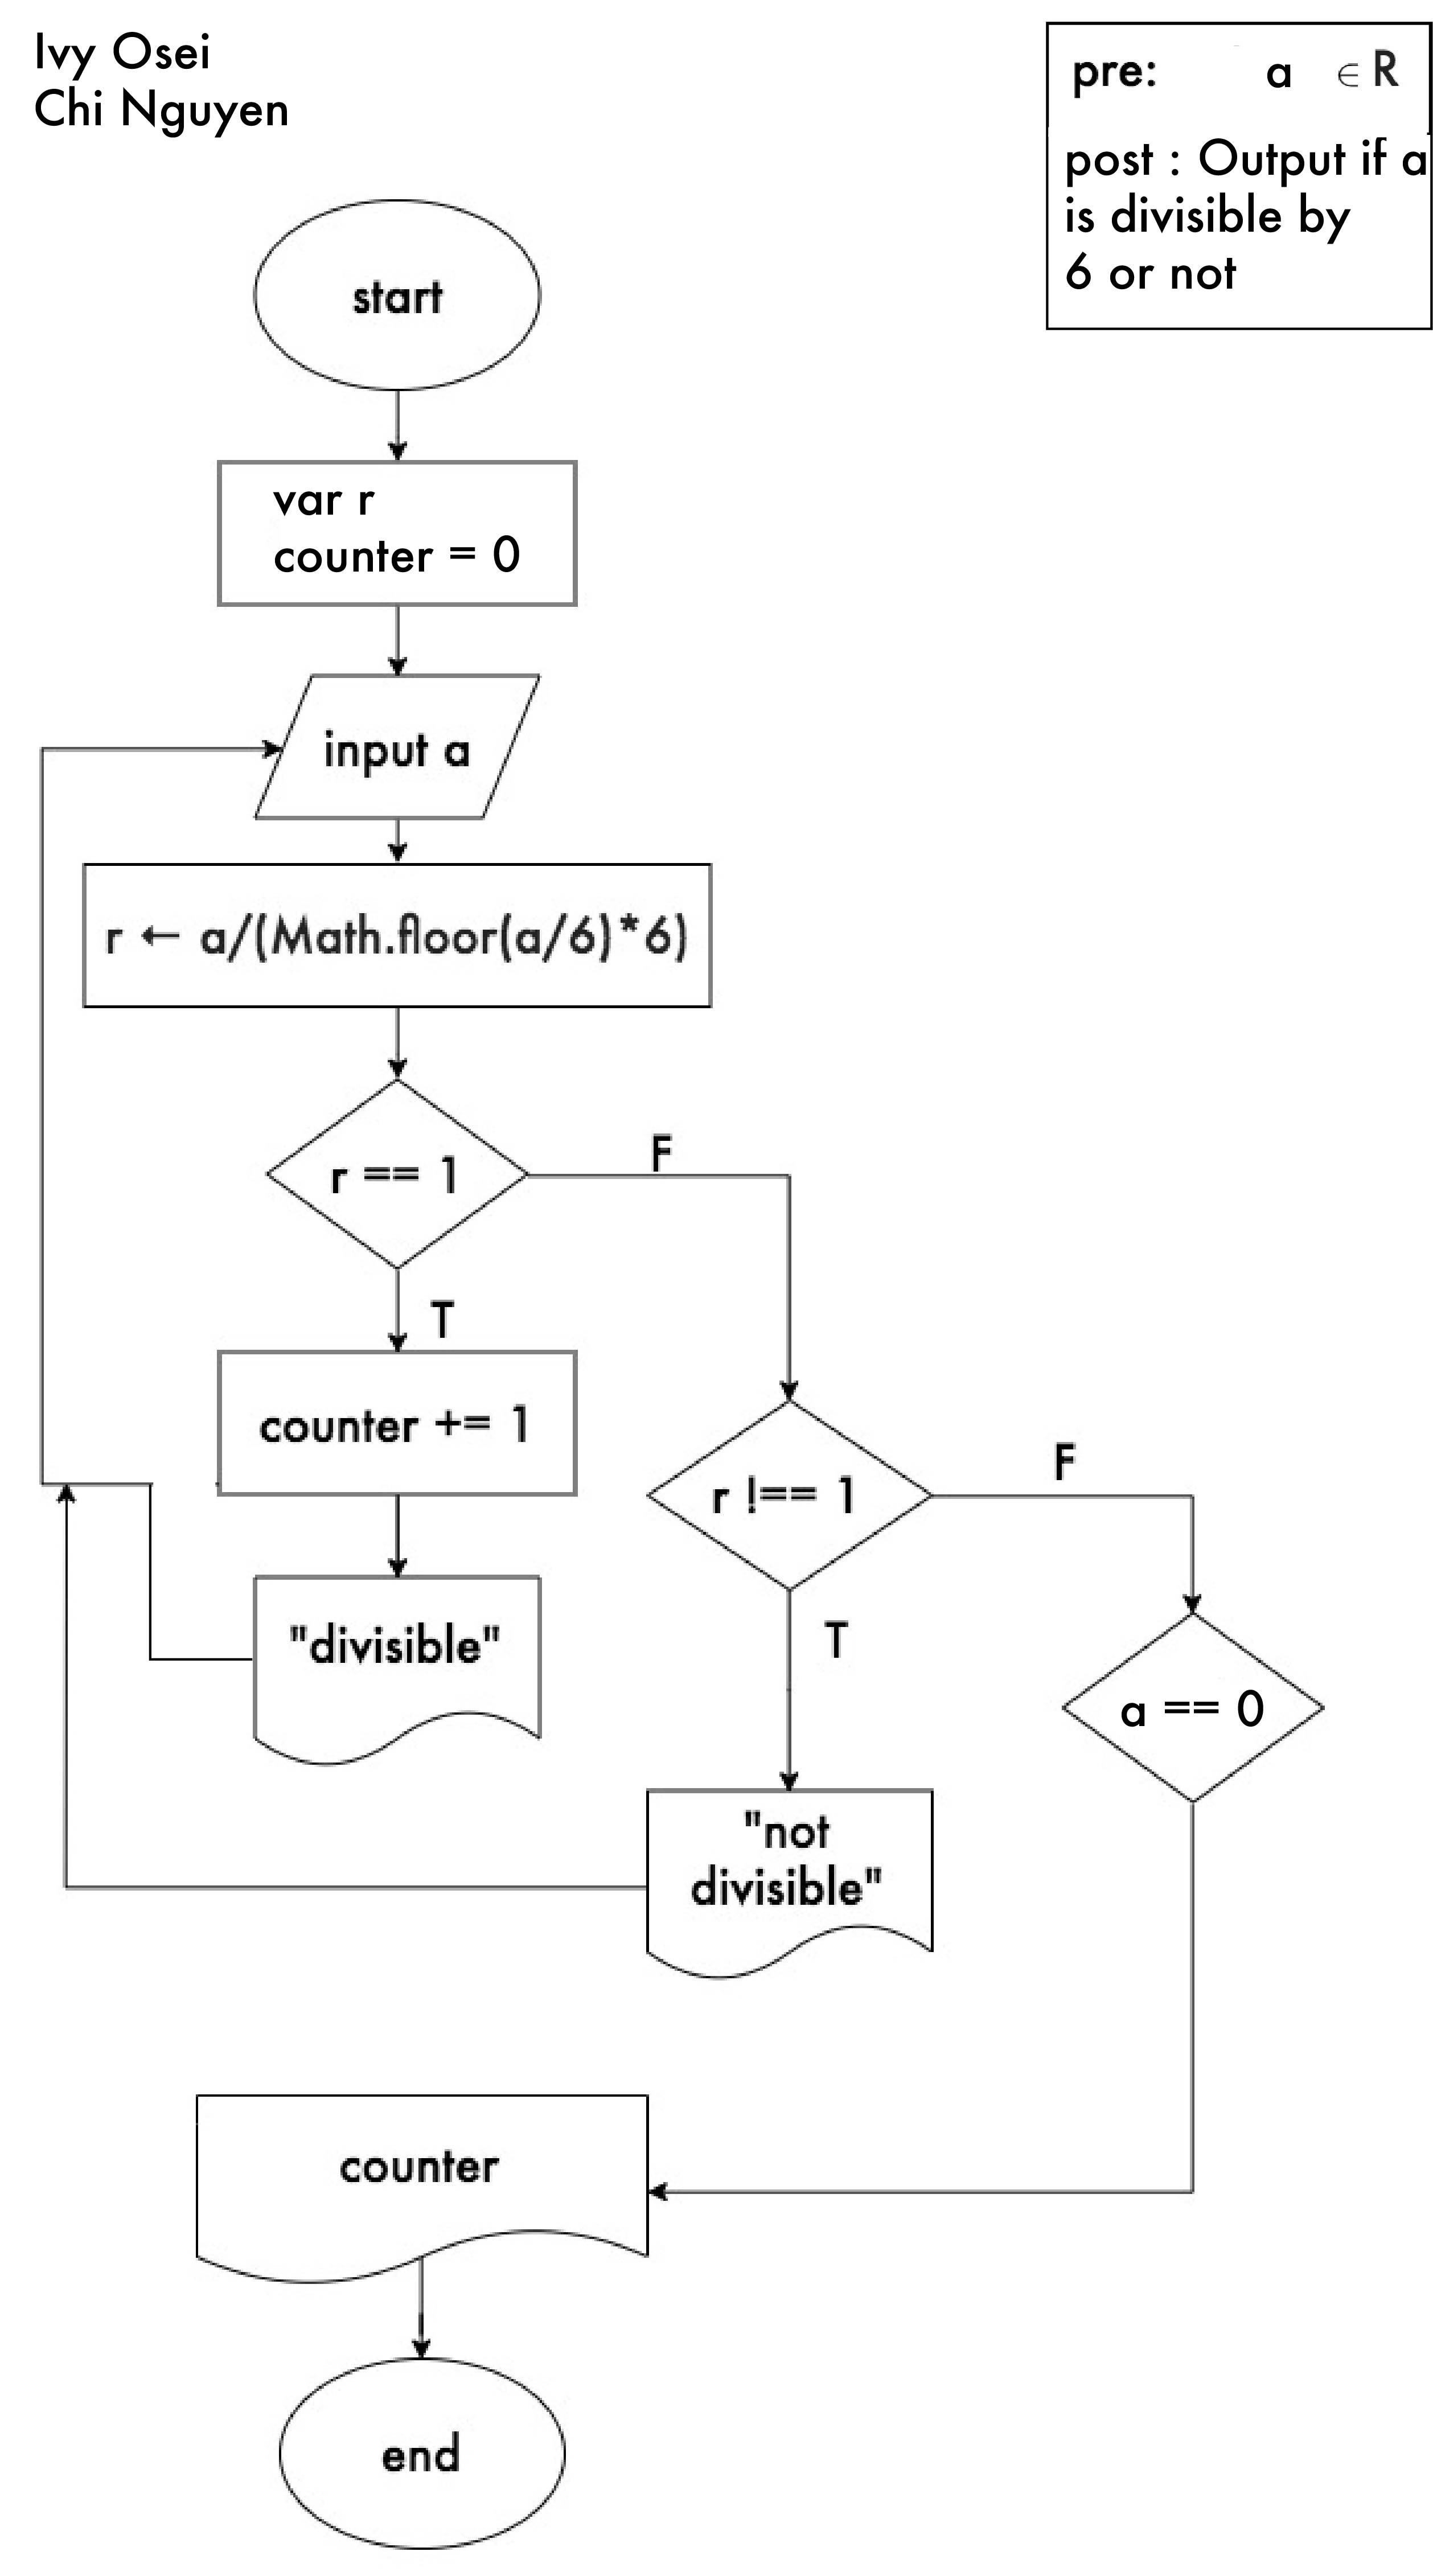 Ivy Osei
Chi Nguyen
pre: a ∈ R
post : Output if a
is divisible by
6 or not
start
var r
counter = 0
input a
r ← a/(Math.floor(a/6)*6)
r == 1
F
T
counter += 1
r !== 1
F
T
"divisible"
a == 0
"not
divisible"
counter
end